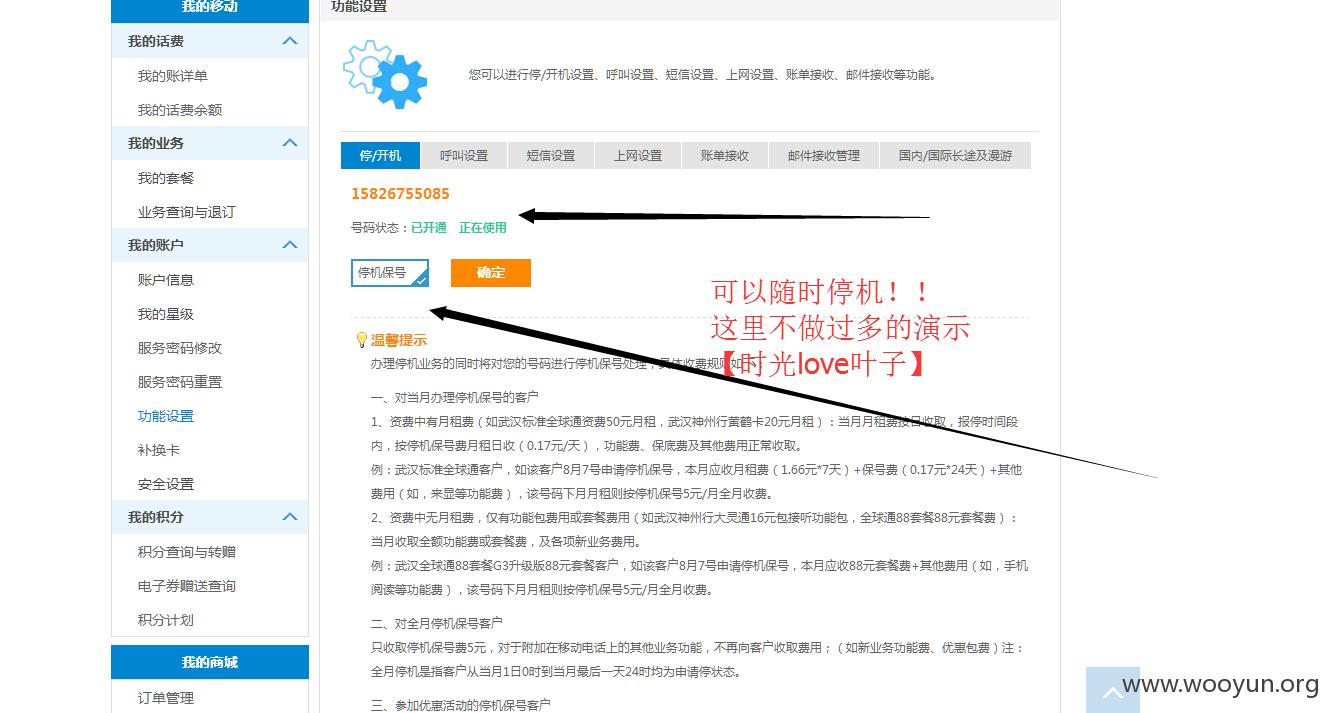 我的移动
功能设置
我的话费
我的账详单
我的话费余额
我的业务
我的套餐
业务查询与退订
我的账户
账户信息
我的星级
服务密码修改
服务密码重置
功能设置
补换卡
安全设置
我的积分
积分查询与转赠
电子券赠送查询
积分计划
我的商城
订单管理
您可以进行停/开机设置、呼叫设置、短信设置、上网设置、账单接收、邮件接收等功能。
停/开机 呼叫设置 短信设置 上网设置 账单接收 邮件接收管理 国内/国际长途及漫游
15826755085
号码状态：已开通 正在使用
停机保号 确定
可以随时停机！！
这里不做过多的演示
【时光love叶子】
温馨提示
办理停机业务的同时将对您的号码进行停机保号处理，具体收费规则如
一、对当月办理停机保号的客户
1、资费中有月租费（如武汉标准全球通资费50元月租，武汉神州行黄鹤卡20元月租）：当月月租费按日收取，报停时间段
内，按停机保号费月租日收（0.17元/天），功能费、保底费及其他费用正常收取。
例：武汉标准全球通客户，如该客户8月7号申请停机保号，本月应收月租费（1.66元*7天）+保号费（0.17元*24天）+其他
费用（如，来显等功能费），该号码下月月租则按停机保号5元/月全月收费。
2、资费中无月租费，仅有功能包费用或套餐费用（如武汉神州行大灵通16元包接听功能包，全球通88套餐88元套餐费）：
当月收取全额功能费或套餐费，及各项新业务费用。
例：武汉全球通88套餐G3升级版88元套餐客户，如该客户8月7号申请停机保号，本月应收88元套餐费+其他费用（如，手机
阅读等功能费），该号码下月月租则按停机保号5元/月全月收费。
二、对全月停机保号客户
只收取停机保号费5元，对于附加在移动电话上的其他业务功能，不再向客户收取费用；（如新业务功能费、优惠包费）注：
全月停机是指客户从当月1日0时到当月最后一天24时均为申请停状态。
三、参加优惠活动的停机保号客户
www.wooyun.org